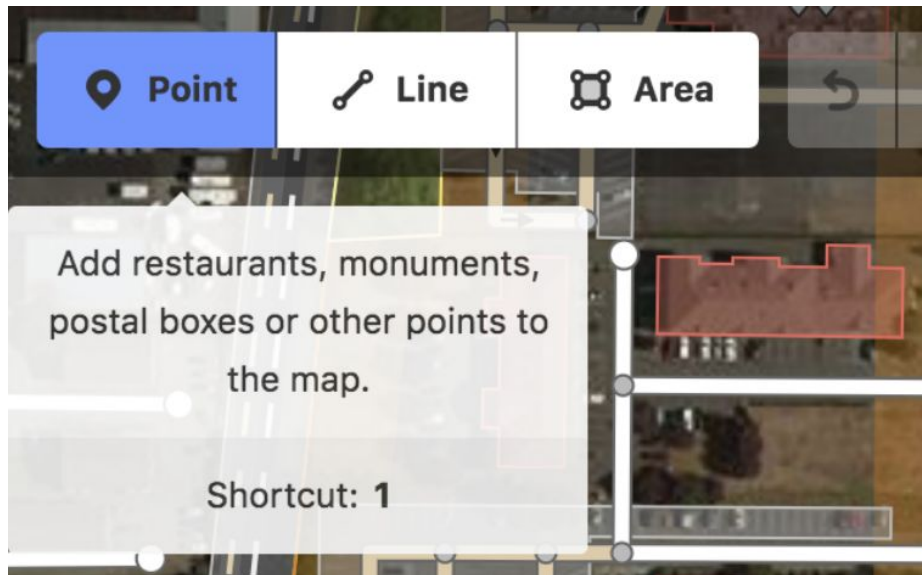 Point Line Area
Add restaurants, monuments,
postal boxes or other points to
the map.
Shortcut: 1